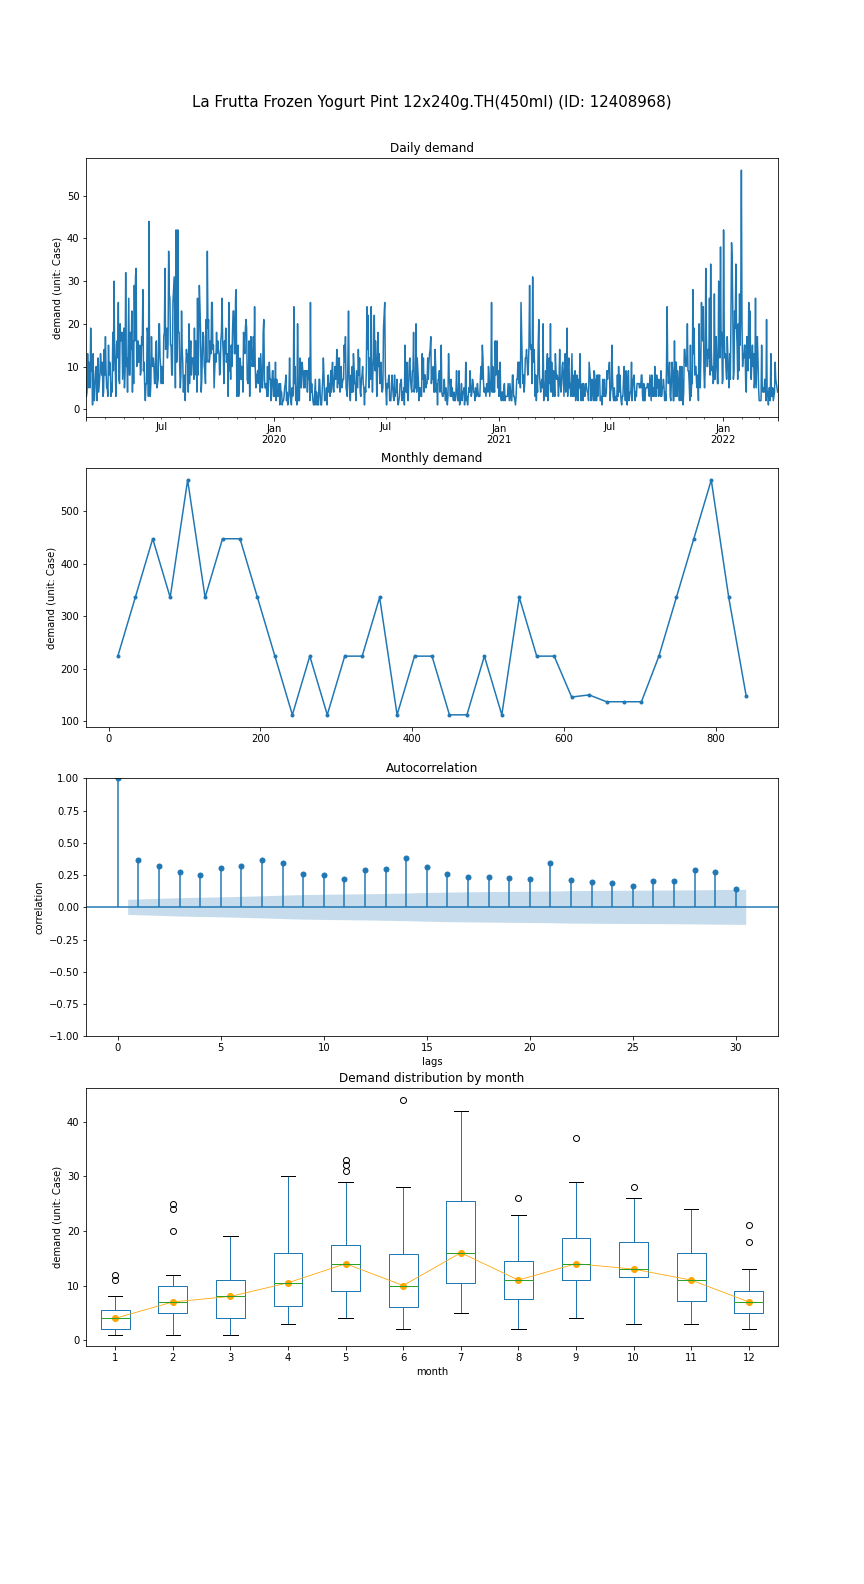 La Frutta Frozen Yogurt Pint 12x240g.TH(450ml) (ID: 12408968)
Daily demand
demand (unit: Case)
50
40
30
20
10
0
Jul
Jan
2020
Jul
Jan
2021
Jul
Jan
2022
Monthly demand
demand (unit: Case)
500
400
300
200
100
0 200 400 600 800
Autocorrelation
correlation
1.00
0.75
0.50
0.25
0.00
−0.25
−0.50
−0.75
−1.00
0 5 10 15 20 25 30
lags
Demand distribution by month
demand (unit: Case)
40
30
20
10
0
1 2 3 4 5 6 7 8 9 10 11 12
month